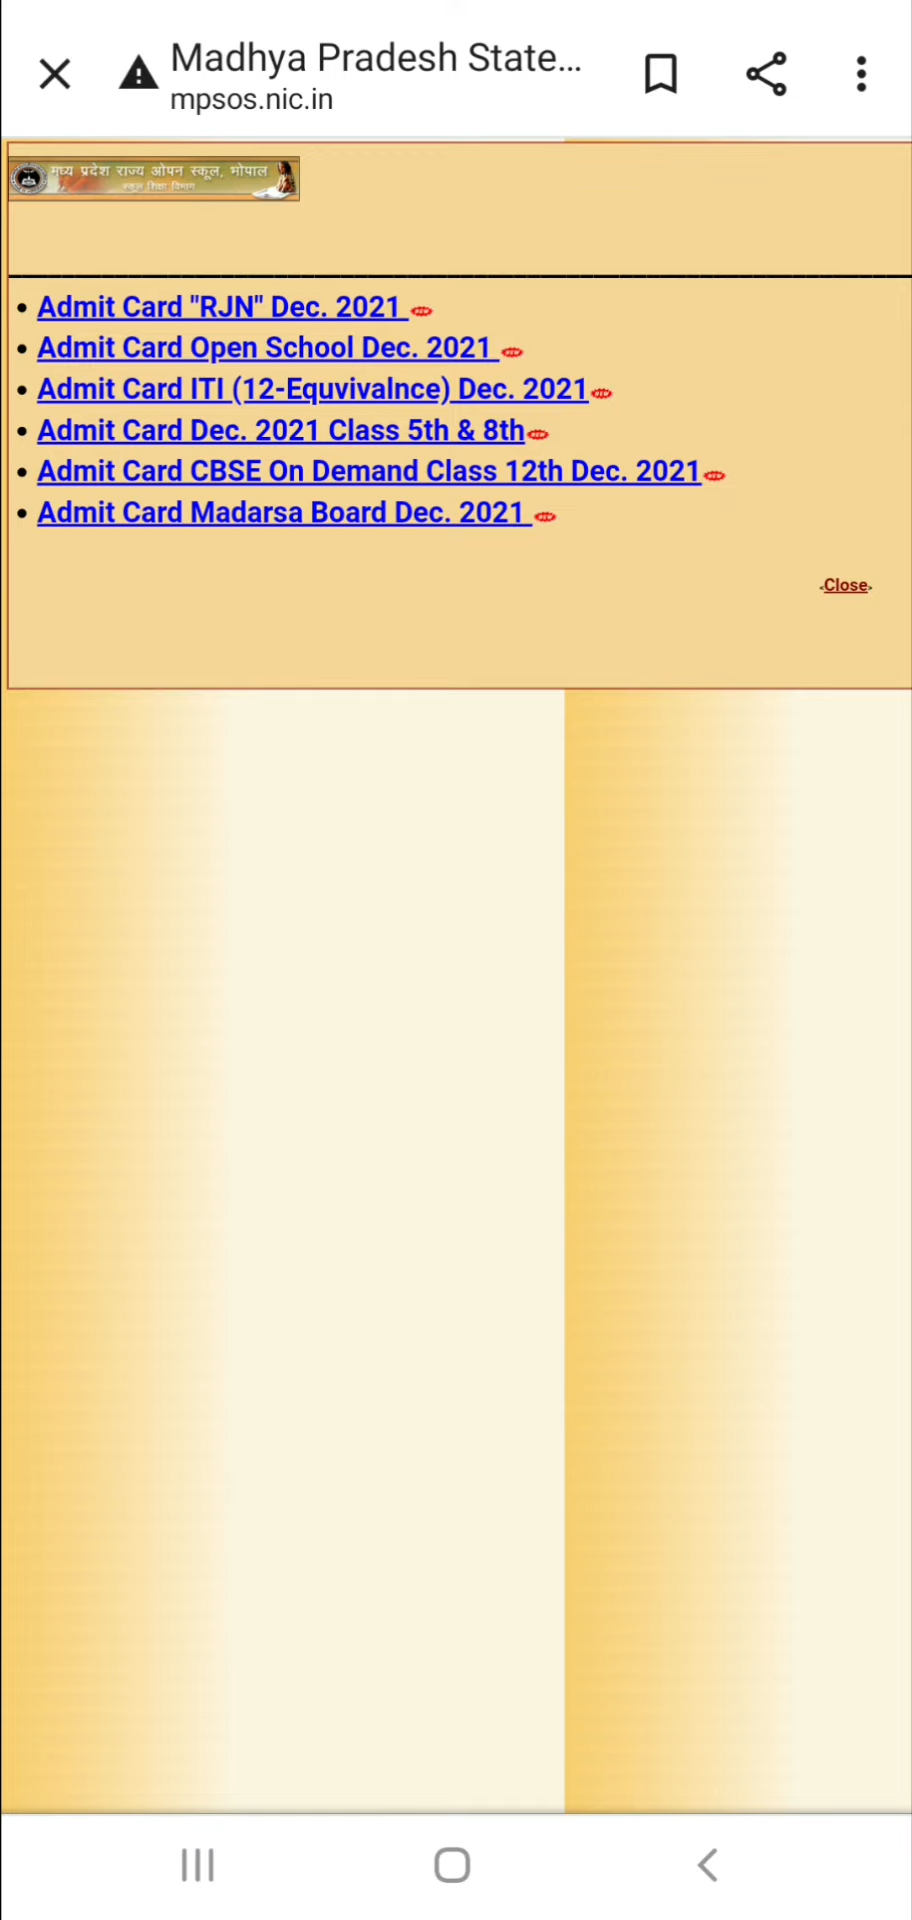 Madhya Pradesh State...
mpsos.nic.in
मध्य प्रदेश राज्य ओपन स्कूल, भोपाल
स्कूल शिक्षा विभाग
Admit Card "RJN" Dec. 2021
Admit Card Open School Dec. 2021
Admit Card ITI (12-Equvivalnce) Dec. 2021
Admit Card Dec. 2021 Class 5th & 8th
Admit Card CBSE On Demand Class 12th Dec. 2021
Admit Card Madarsa Board Dec. 2021
Close